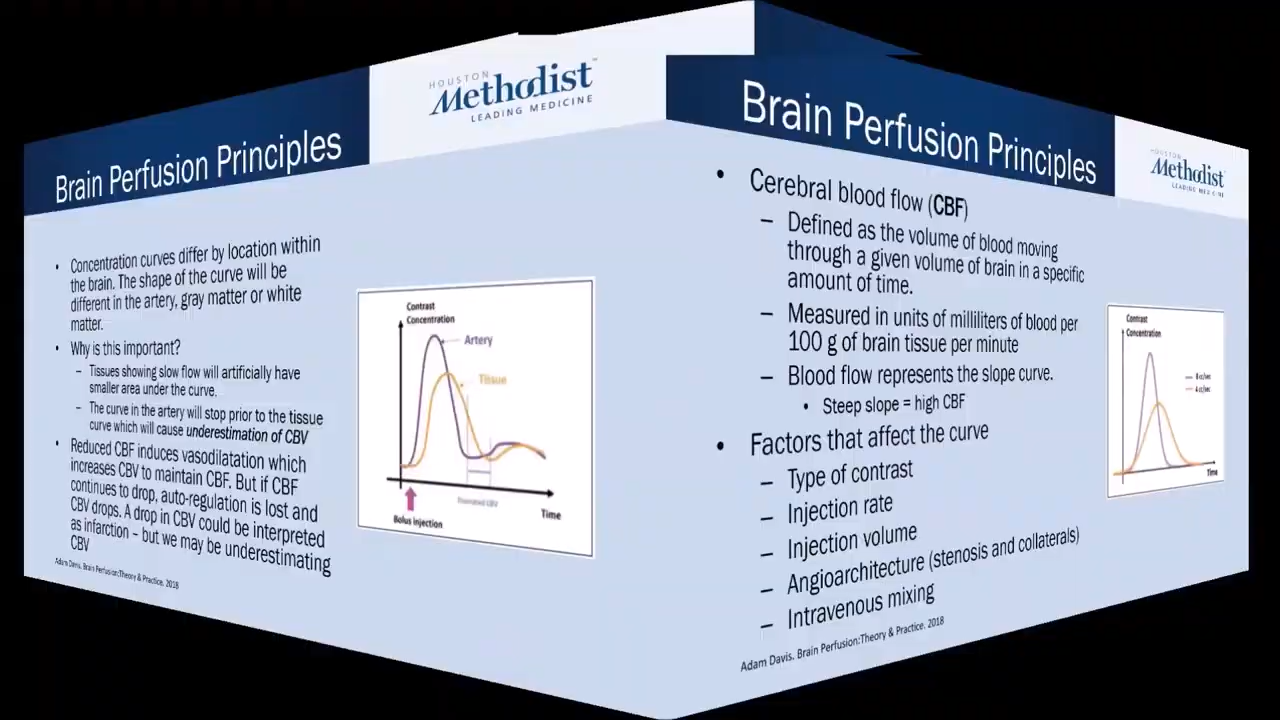 HOUSTON
Methodist
LEADING MEDICINE
Brain Perfusion Principles
• Concentration curves differ by location within
the brain. The shape of the curve will be
different in the artery, gray matter or white
matter.
• Why is this important?
– Tissues showing slow flow will artificially have
smaller area under the curve.
– The curve in the artery will stop prior to the tissue
curve which will cause underestimation of CBV
• Reduced CBF induces vasodilatation which
increases CBV to maintain CBF. But if CBF
continues to drop, auto-regulation is lost and
CBV drops. A drop in CBV could be interpreted
as infarction – but we may be underestimating
CBV
Adam Davis. Brain Perfusion:Theory & Practice. 2018
Contrast
Concentration
Artery
Tissue
CBV
Bolus injection
Time
Brain Perfusion Principles
HOUSTON
Methodist
LEADING MEDICINE
• Cerebral blood flow (CBF)
– Defined as the volume of blood moving
through a given volume of brain in a specific
amount of time.
– Measured in units of milliliters of blood per
100 g of brain tissue per minute
– Blood flow represents the slope curve.
• Steep slope = high CBF
• Factors that affect the curve
– Type of contrast
– Injection rate
– Injection volume
– Angioarchitecture (stenosis and collaterals)
– Intravenous mixing
Adam Davis. Brain Perfusion:Theory & Practice. 2018
Contrast
Concentration
8 cc/sec
4 cc/sec
Time